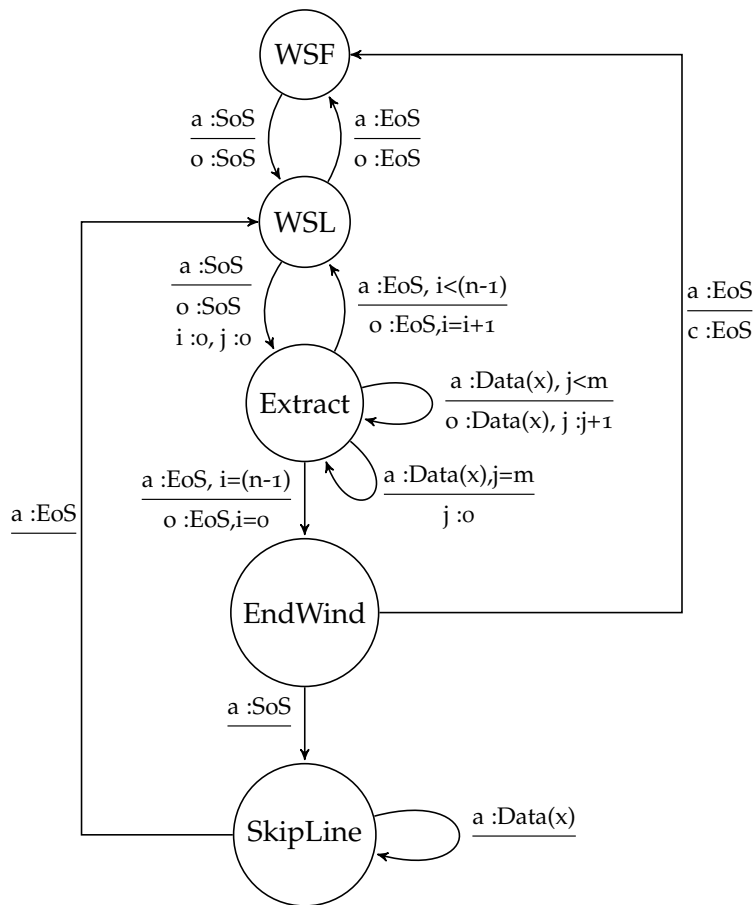 WSF
a :SoS
o :SoS
a :EoS
o :EoS
WSL
a :SoS
o :SoS
i :0, j :0
a :EoS, i<(n-1)
o :EoS,i=i+1
a :EoS
c :EoS
Extract
a :Data(x), j<m
o :Data(x), j :j+1
a :EoS, i=(n-1)
o :EoS,i=0
a :Data(x),j=m
j :0
a :EoS
EndWind
a :SoS
SkipLine
a :Data(x)